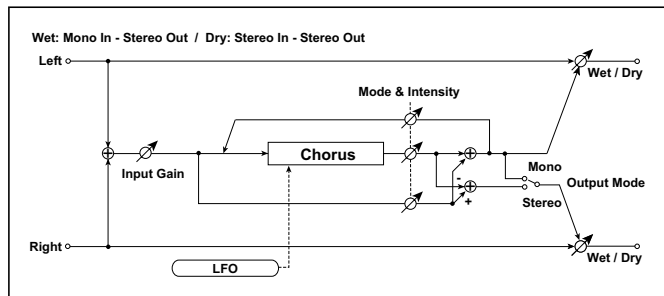 Wet: Mono In - Stereo Out / Dry: Stereo In - Stereo Out
Left
Wet / Dry
Mode & Intensity
+
Chorus
+
Input Gain
Mono
-
+
Output Mode
+
Stereo
Right
Wet / Dry
LFO